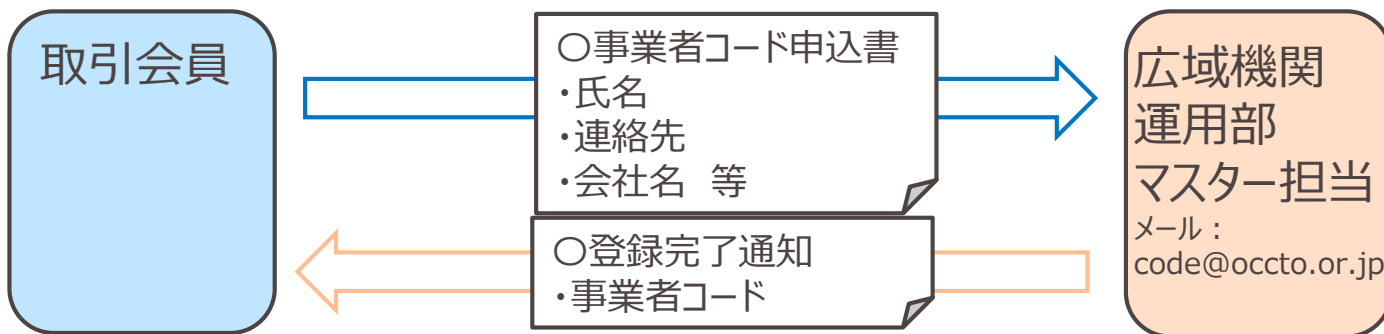 取引会員
〇事業者コード申込書
・氏名
・連絡先
・会社名 等
〇登録完了通知
・事業者コード
広域機関
運用部
マスター担当
メール：
code@occto.or.jp